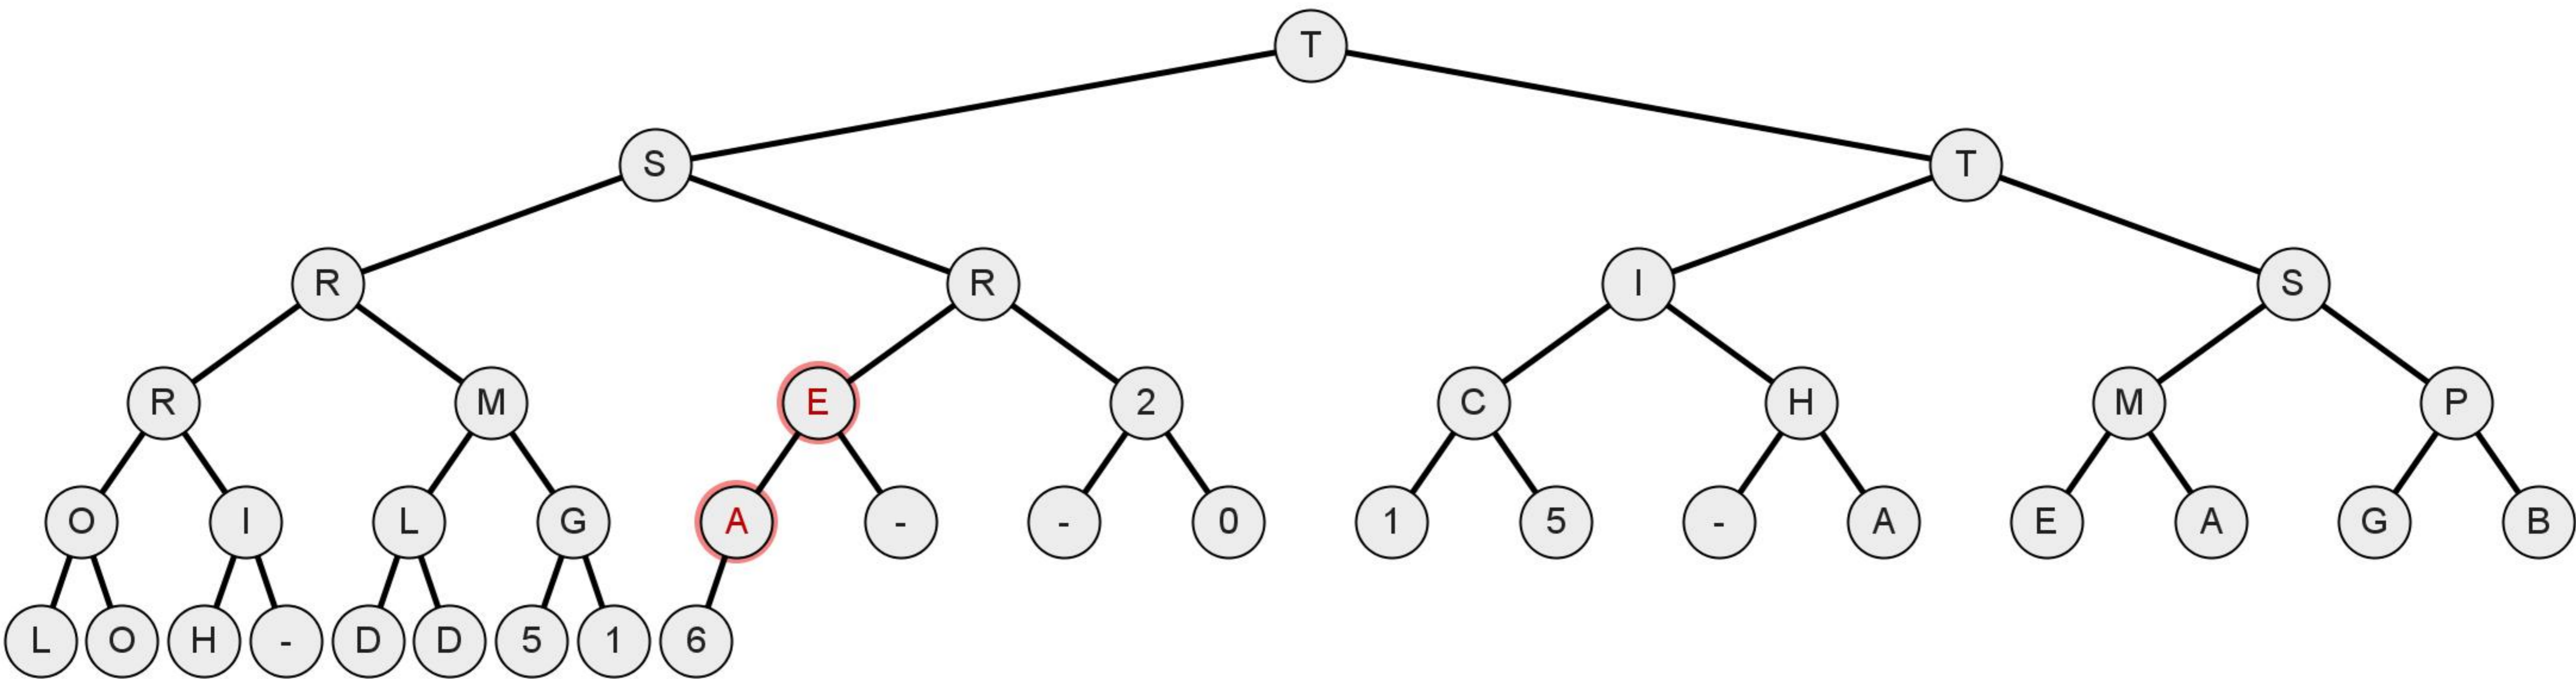 T
S T
R R I S
R M E 2 C H M P
O I L G A - - 0 1 5 - A E A G B
L O H - D D 5 1 6